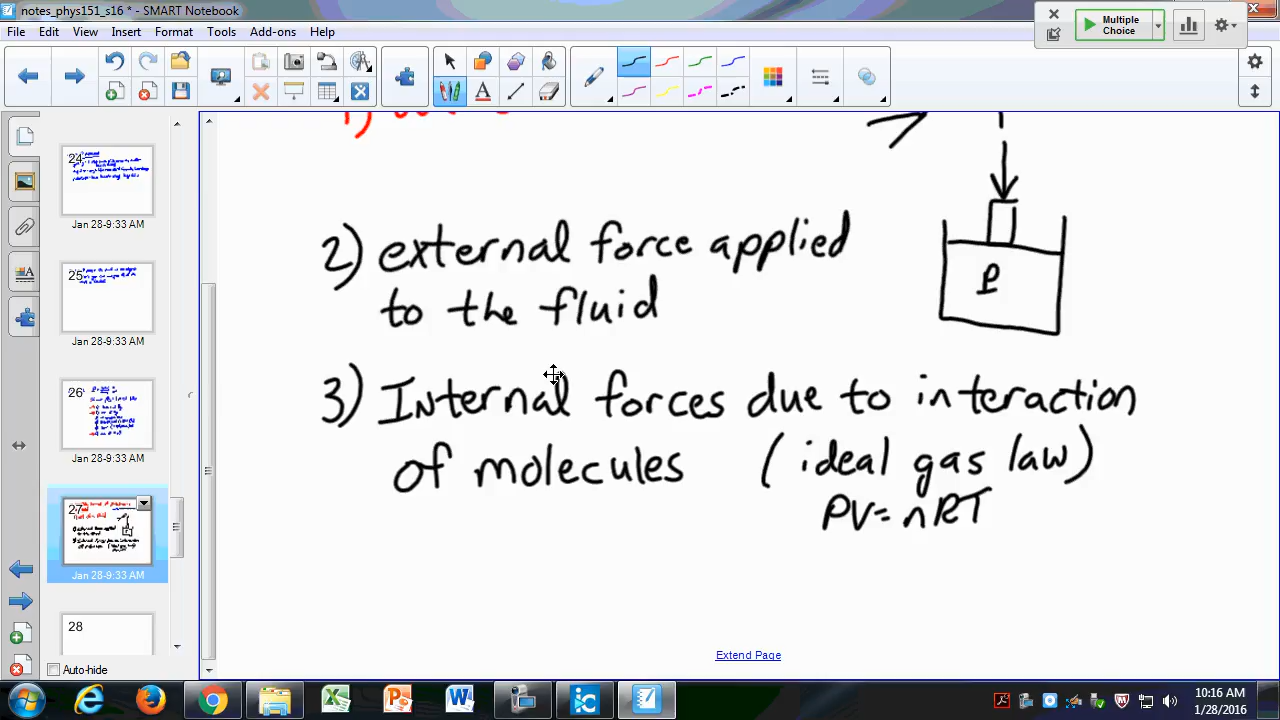 notes_phys151_s16 * - SMART Notebook
Multiple Choice
File Edit View Insert Format Tools Add-ons Help
24
Jan 28-9:33 AM
25
Jan 28-9:33 AM
26
Jan 28-9:33 AM
27
Jan 28-9:33 AM
28
Auto-hide
1)
2) external force applied
to the fluid
P
3) Internal forces due to interaction
of molecules (ideal gas law)
PV = nRT
Extend Page
10:16 AM
1/28/2016